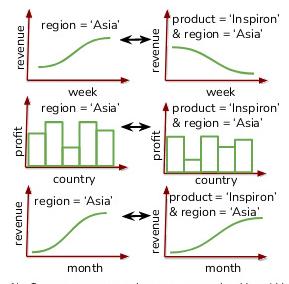 region = ‘Asia’
revenue
week
product = ‘Inspiron’
& region = ‘Asia’
revenue
week
region = ‘Asia’
profit
country
product = ‘Inspiron’
& region = ‘Asia’
profit
country
region = ‘Asia’
revenue
month
product = ‘Inspiron’
& region = ‘Asia’
revenue
month